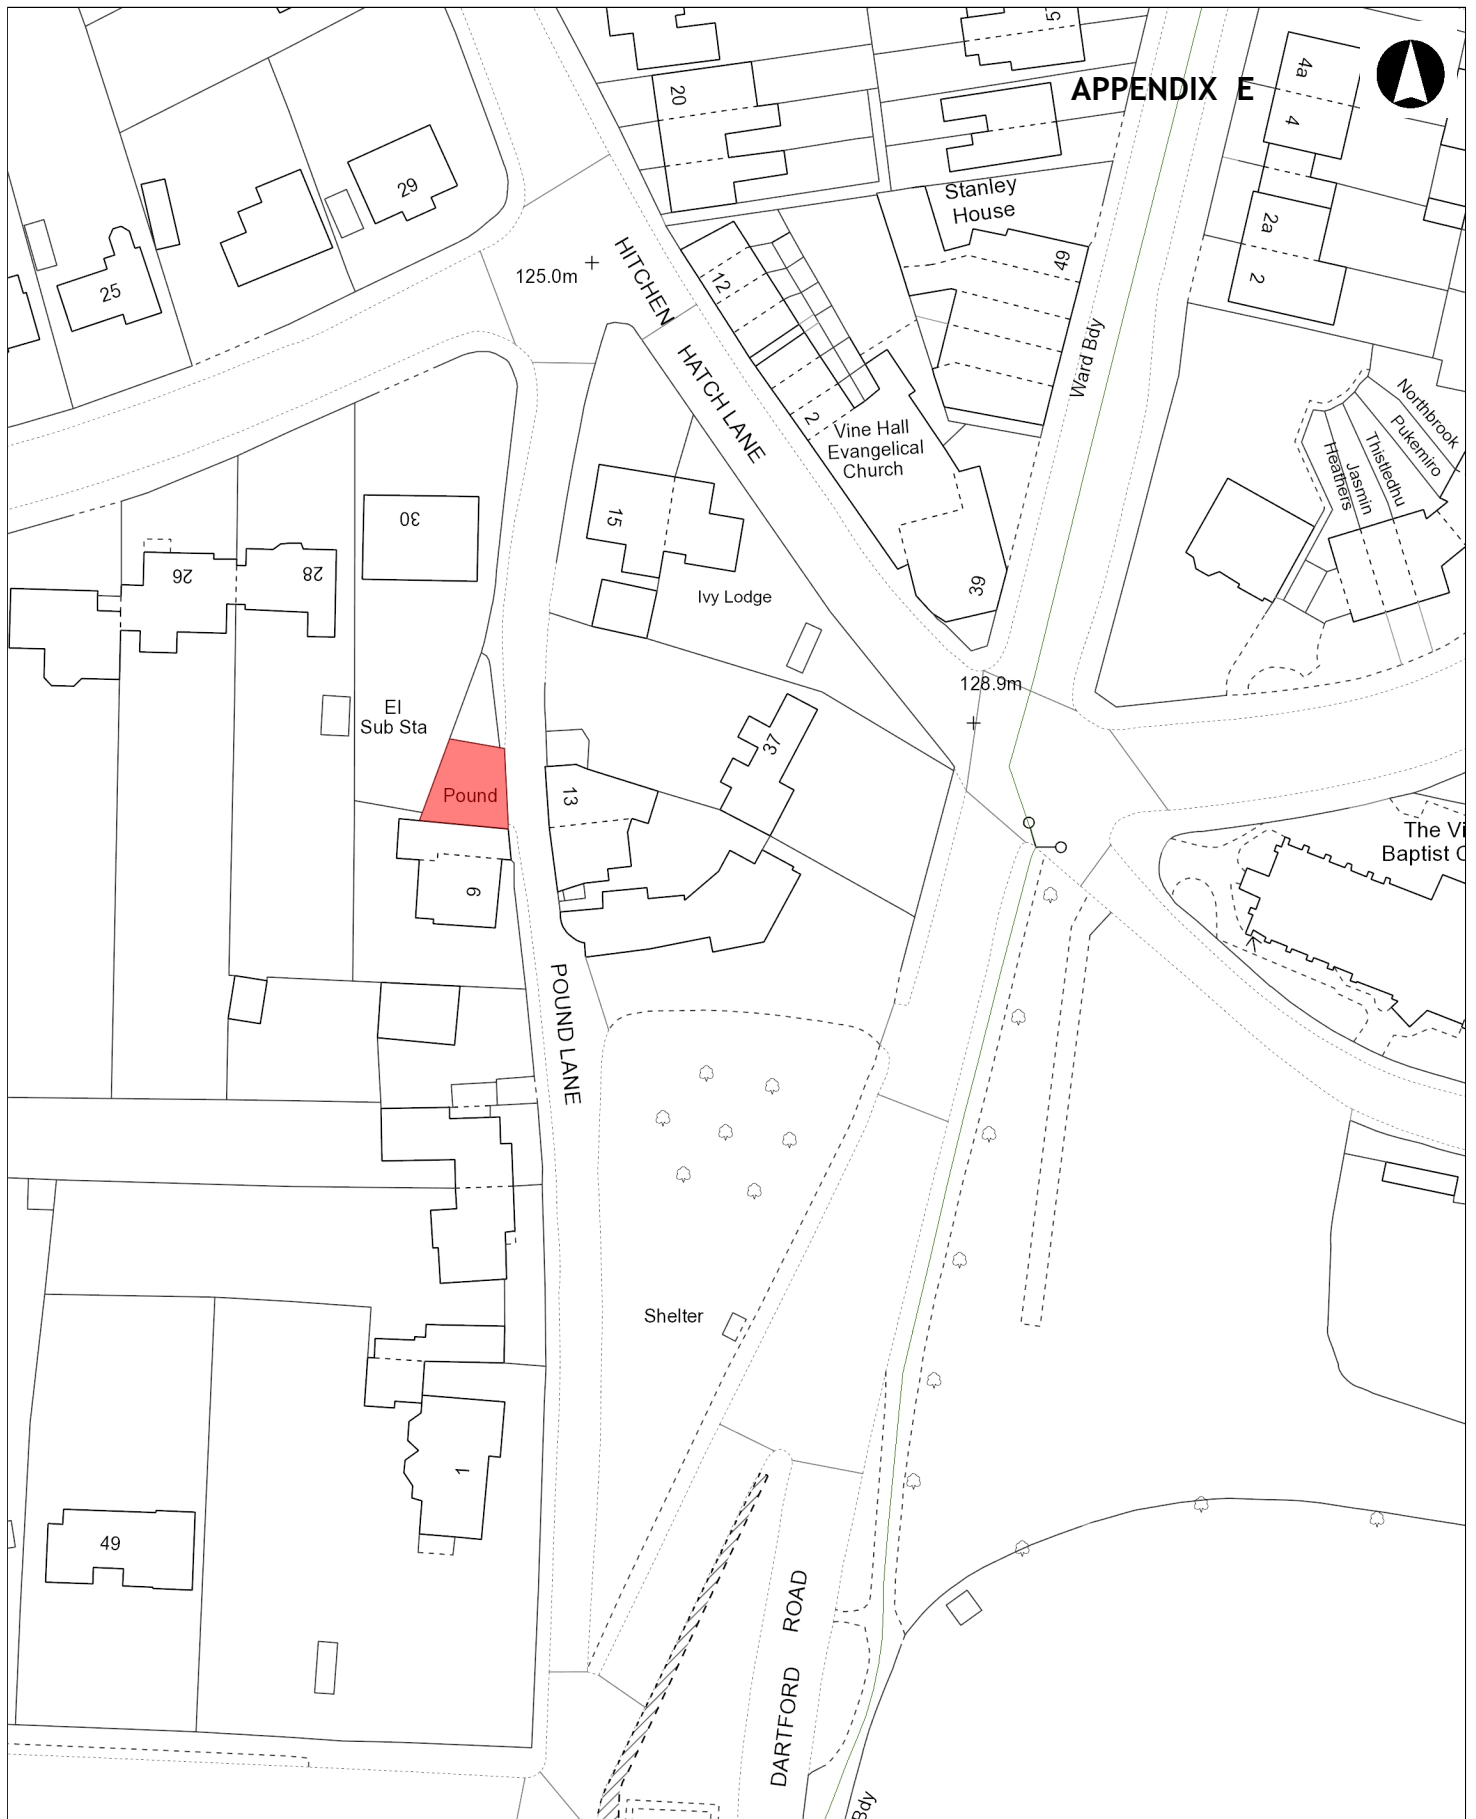 APPENDIX E
5
4a
4
20
29
Stanley
House
2a
2
49
25
125.0m
HITCHEN
HATCH LANE
12
2
Ward Bdy
Vine Hall
Evangelical
Church
Northbrook
Pukemiro
Thistledhu
Jasmin
Heathers
30
15
26
28
39
Ivy Lodge
128.9m
El
Sub Sta
37
Pound
13
The Vi
Baptist C
9
POUND LANE
Shelter
1
49
DARTFORD ROAD
Bdy